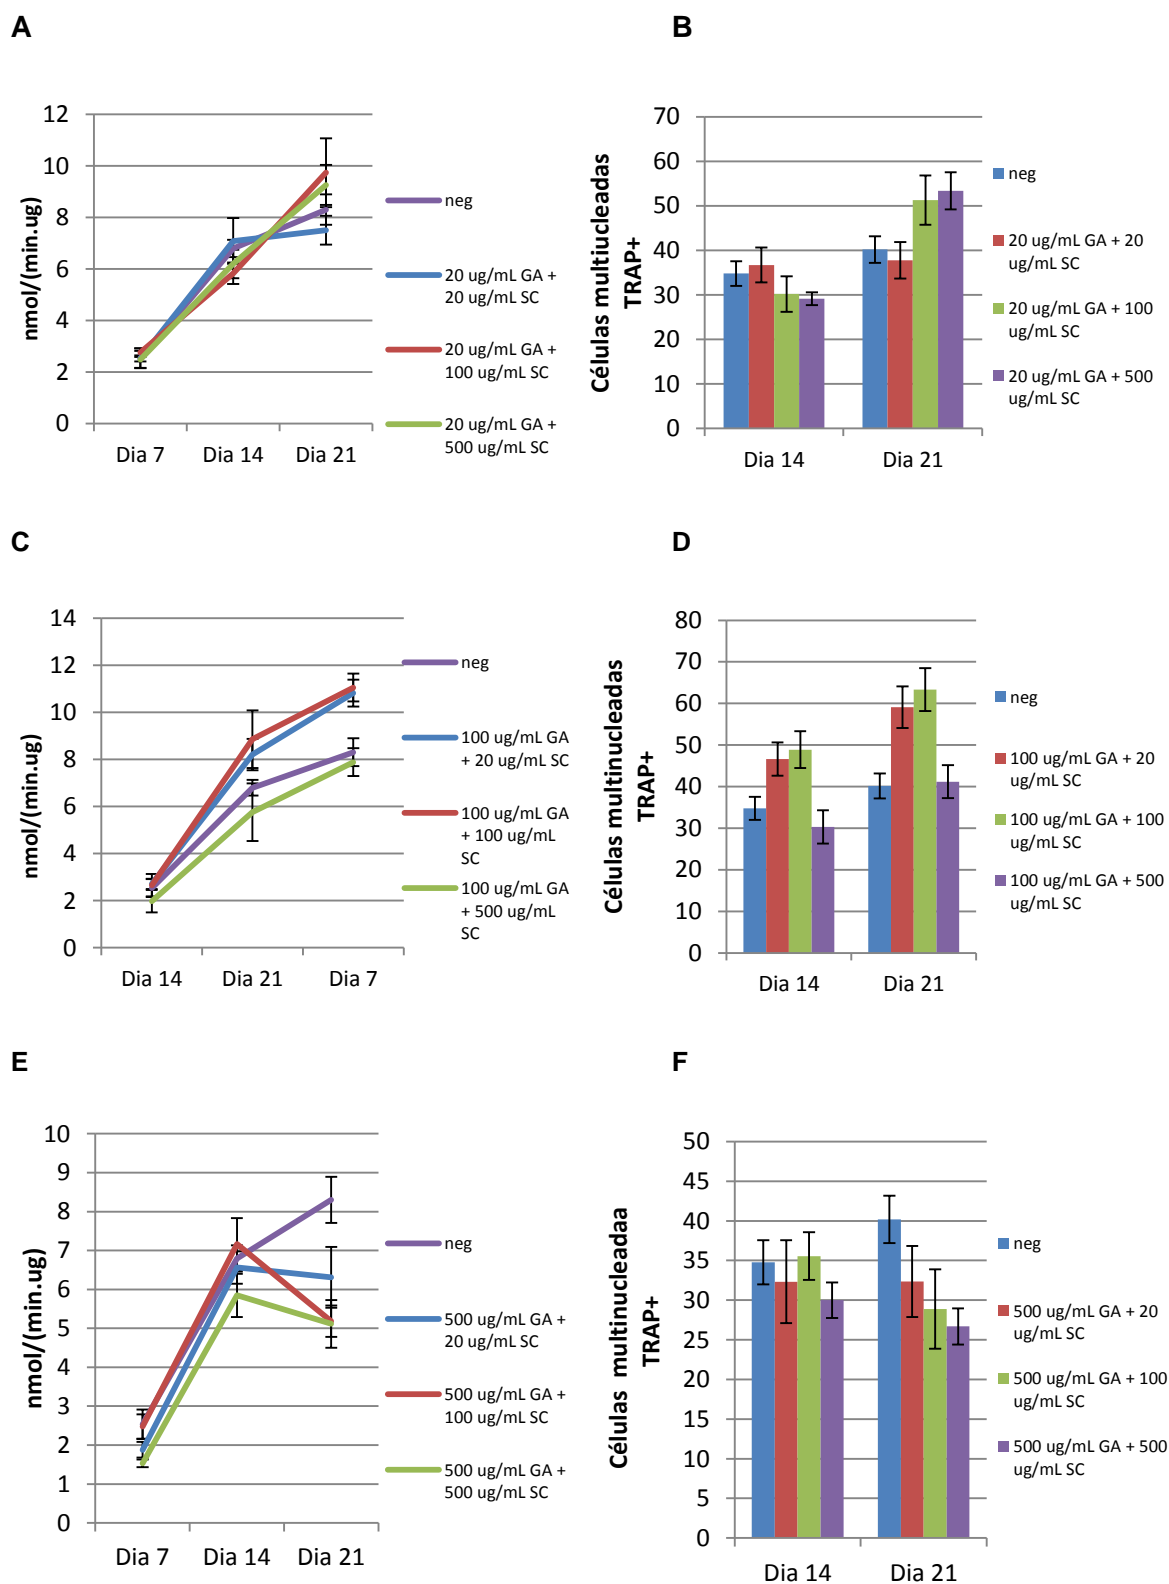 A
B
12
10
8
6
4
2
0
nmol/(min.ug)
Dia 7
Dia 14
Dia 21
neg
20 ug/mL GA +
20 ug/mL SC
20 ug/mL GA +
100 ug/mL SC
20 ug/mL GA +
500 ug/mL SC
70
60
50
40
30
20
10
0
Células multiucleadas
TRAP+
Dia 14
Dia 21
neg
20 ug/mL GA + 20
ug/mL SC
20 ug/mL GA + 100
ug/mL SC
20 ug/mL GA + 500
ug/mL SC
C
D
14
12
10
8
6
4
2
0
nmol/(min.ug)
Dia 14
Dia 21
Dia 7
neg
100 ug/mL GA
+ 20 ug/mL SC
100 ug/mL GA
+ 100 ug/mL
SC
100 ug/mL GA
+ 500 ug/mL
SC
80
70
60
50
40
30
20
10
0
Células multinucleadas
TRAP+
Dia 14
Dia 21
neg
100 ug/mL GA + 20
ug/mL SC
100 ug/mL GA + 100
ug/mL SC
100 ug/mL GA + 500
ug/mL SC
E
F
10
9
8
7
6
5
4
3
2
1
0
nmol/(min.ug)
Dia 7
Dia 14
Dia 21
neg
500 ug/mL GA +
20 ug/mL SC
500 ug/mL GA +
100 ug/mL SC
500 ug/mL GA +
500 ug/mL SC
50
45
40
35
30
25
20
15
10
5
0
Células multinucleadaa
TRAP+
Dia 14
Dia 21
neg
500 ug/mL GA + 20
ug/mL SC
500 ug/mL GA + 100
ug/mL SC
500 ug/mL GA + 500
ug/mL SC